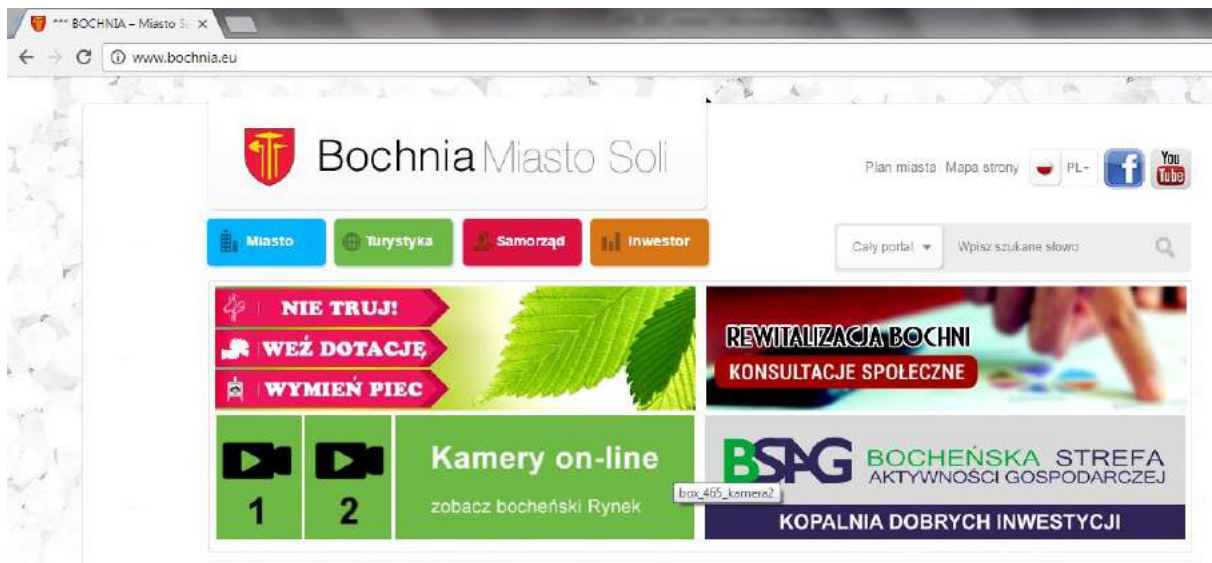 *** BOCHNIA – Miasto S
www.bochnia.eu
Bochnia Miasto Soli
Plan miasta Mapa strony PL
You
Tube
Miasto
Turystyka
Samorząd
Inwestor
Cały portal
Wpisz szukane słowo
NIE TRUJ!
WEŹ DOTACJĘ
WYMIEŃ PIEC
REWITALIZACJA BOCHNI
KONSULTACJE SPOŁECZNE
1
2
Kamery on-line
zobacz bocheński Rynek
box_465_kamera2
BSAG
BOCHEŃSKA STREFA
AKTYWNOŚCI GOSPODARCZEJ
KOPALNIA DOBRYCH INWESTYCJI